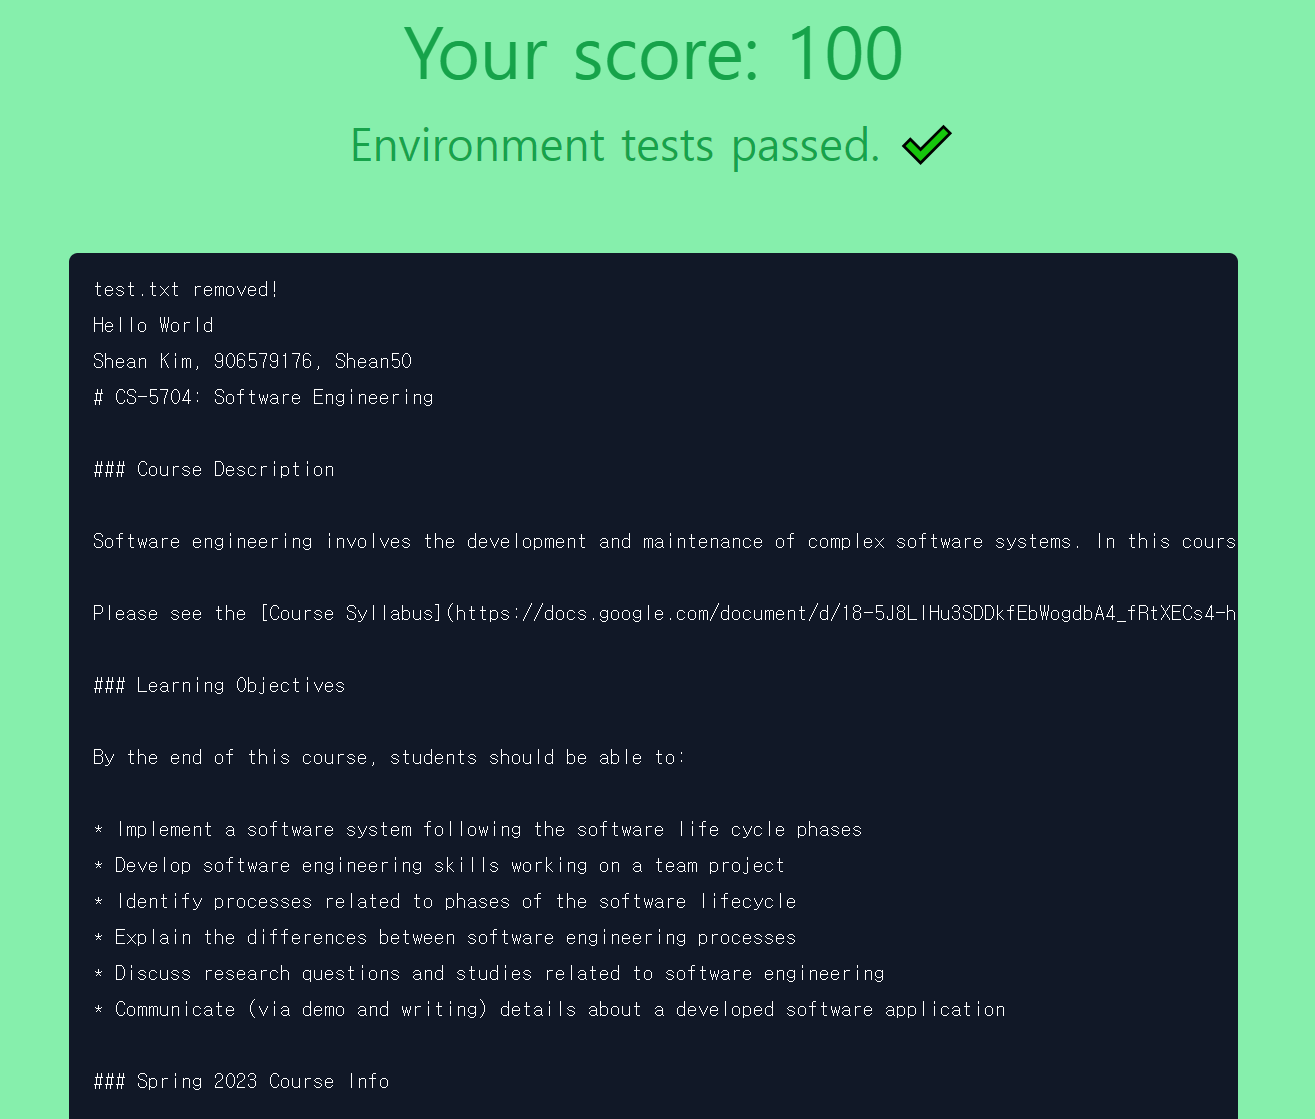 Your score: 100
Environment tests passed. ✔
test.txt removed!
Hello World
Shean Kim, 906579176, Shean50
# CS-5704: Software Engineering
### Course Description
Software engineering involves the development and maintenance of complex software systems. In this cours
Please see the [Course Syllabus](https://docs.google.com/document/d/18-5J8LlHu3SDDkfEbWogdbA4_fRtXECs4-h
### Learning Objectives
By the end of this course, students should be able to:
* Implement a software system following the software life cycle phases
* Develop software engineering skills working on a team project
* Identify processes related to phases of the software lifecycle
* Explain the differences between software engineering processes
* Discuss research questions and studies related to software engineering
* Communicate (via demo and writing) details about a developed software application
### Spring 2023 Course Info